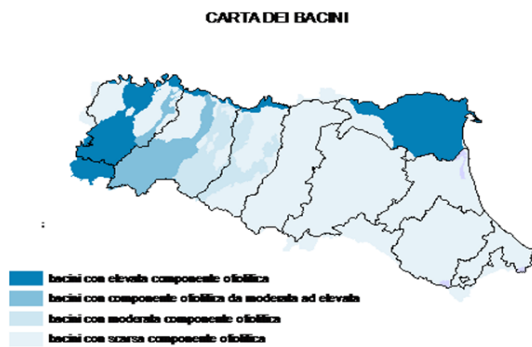 CARTA DEI BACINI
:
bacini con elevata componente ofiolitica
bacini con componente ofiolitica da moderata ad elevata
bacini con moderata componente ofiolitica
bacini con scarsa componente ofiolitica